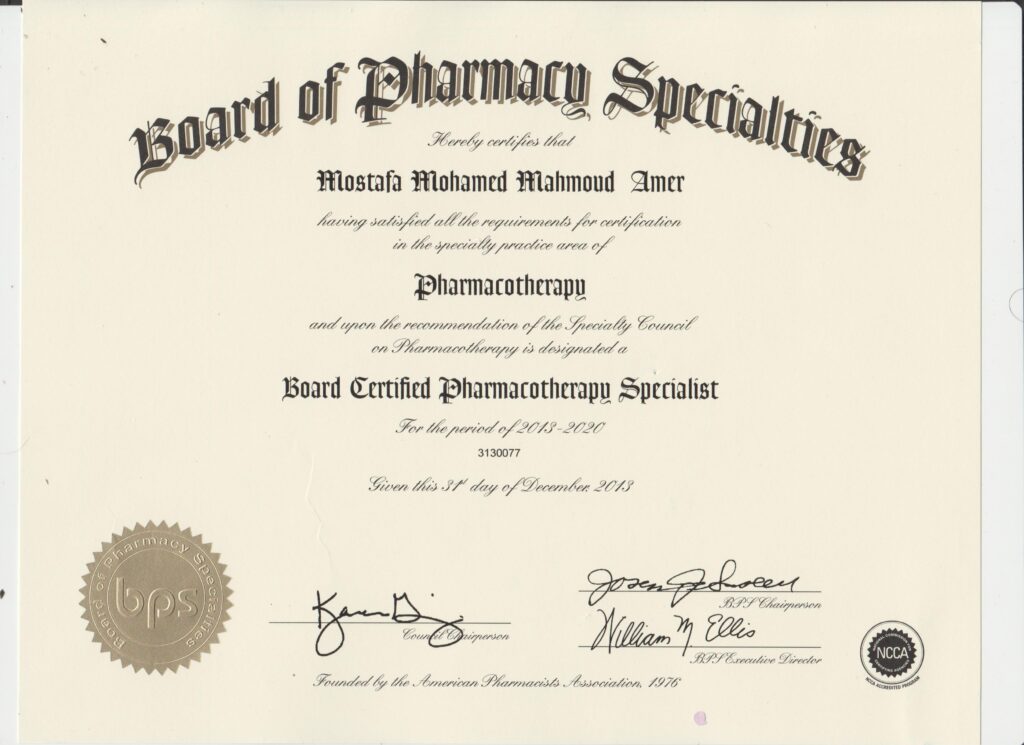 Board of Pharmacy Specialties
Hereby certifies that
Mostafa Mohamed Mahmoud Amer
having satisfied all the requirements for certification
in the specialty practice area of
Pharmacotherapy
and upon the recommendation of the Specialty Council
on Pharmacotherapy is designated a
Board Certified Pharmacotherapy Specialist
For the period of 2013-2020
3130077
Given this 31st day of December, 2013
Board of Pharmacy Specialties
bps
BPS Chairperson
Council Chairperson
William M Ellis
BPS Executive Director
NCCA
NCCA ACCREDITED PROGRAM
Founded by the American Pharmacists Association, 1976